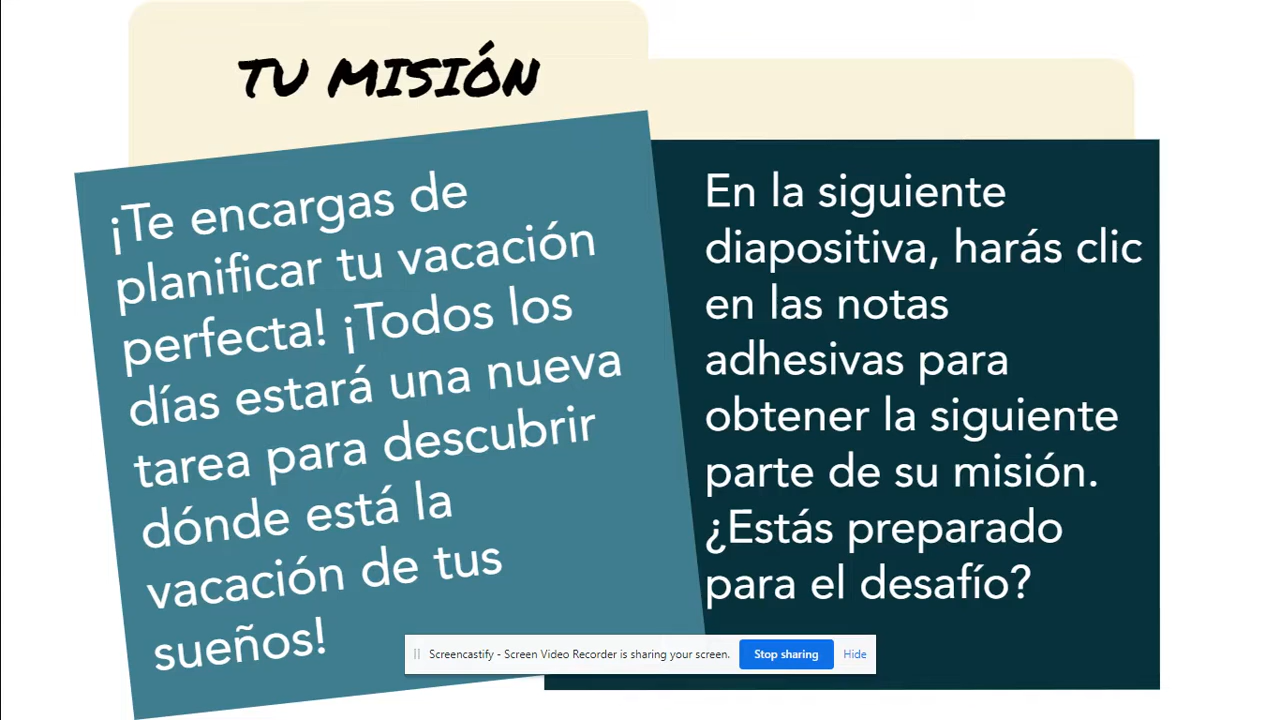 TU MISIÓN
¡Te encargas de
planificar tu vacación
perfecta! ¡Todos los
días estará una nueva
tarea para descubrir
dónde está la
vacación de tus
sueños!
En la siguiente
diapositiva, harás clic
en las notas
adhesivas para
obtener la siguiente
parte de su misión.
¿Estás preparado
para el desafío?
Screencastify - Screen Video Recorder is sharing your screen. Stop sharing Hide